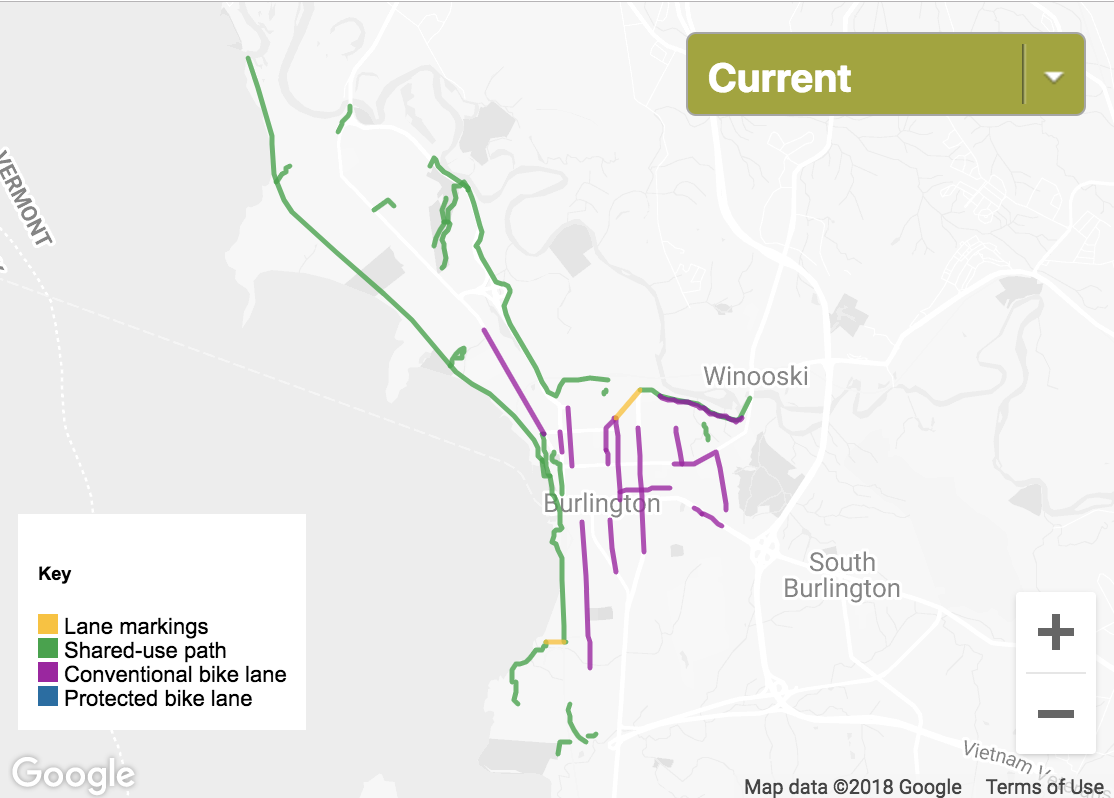 Current
VERMONT
Winooski
Burlington
South
Burlington
Key
Lane markings
Shared-use path
Conventional bike lane
Protected bike lane
Vietnam Veterans
Google
Map data ©2018 Google
Terms of Use